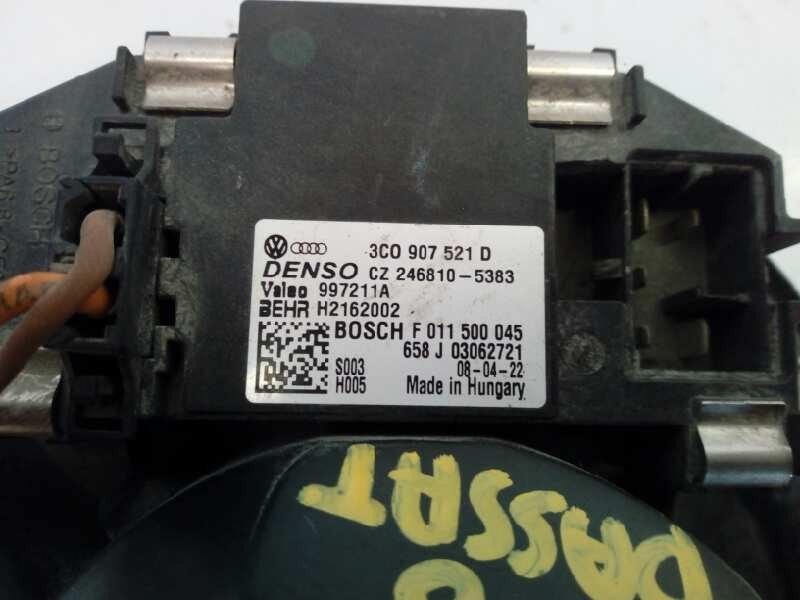 BOSCH
3C0 907 521 D
DENSO CZ 246810-5383
Valeo 997211A
BEHR H2162002
BOSCH F 011 500 045
658 J 03062721
S003 08-04-22
H005 Made in Hungary
PASSAT